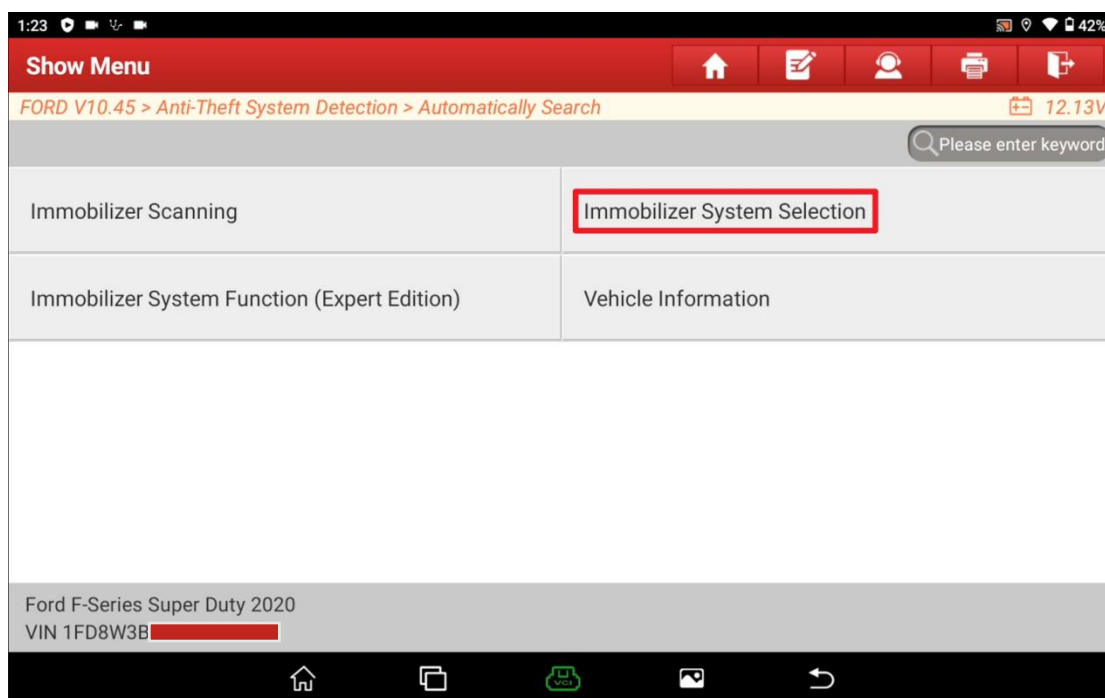 1:23 42%
Show Menu
FORD V10.45 > Anti-Theft System Detection > Automatically Search 12.13V
Please enter keyword
Immobilizer Scanning Immobilizer System Selection
Immobilizer System Function (Expert Edition) Vehicle Information
Ford F-Series Super Duty 2020
VIN 1FD8W3B
VCI